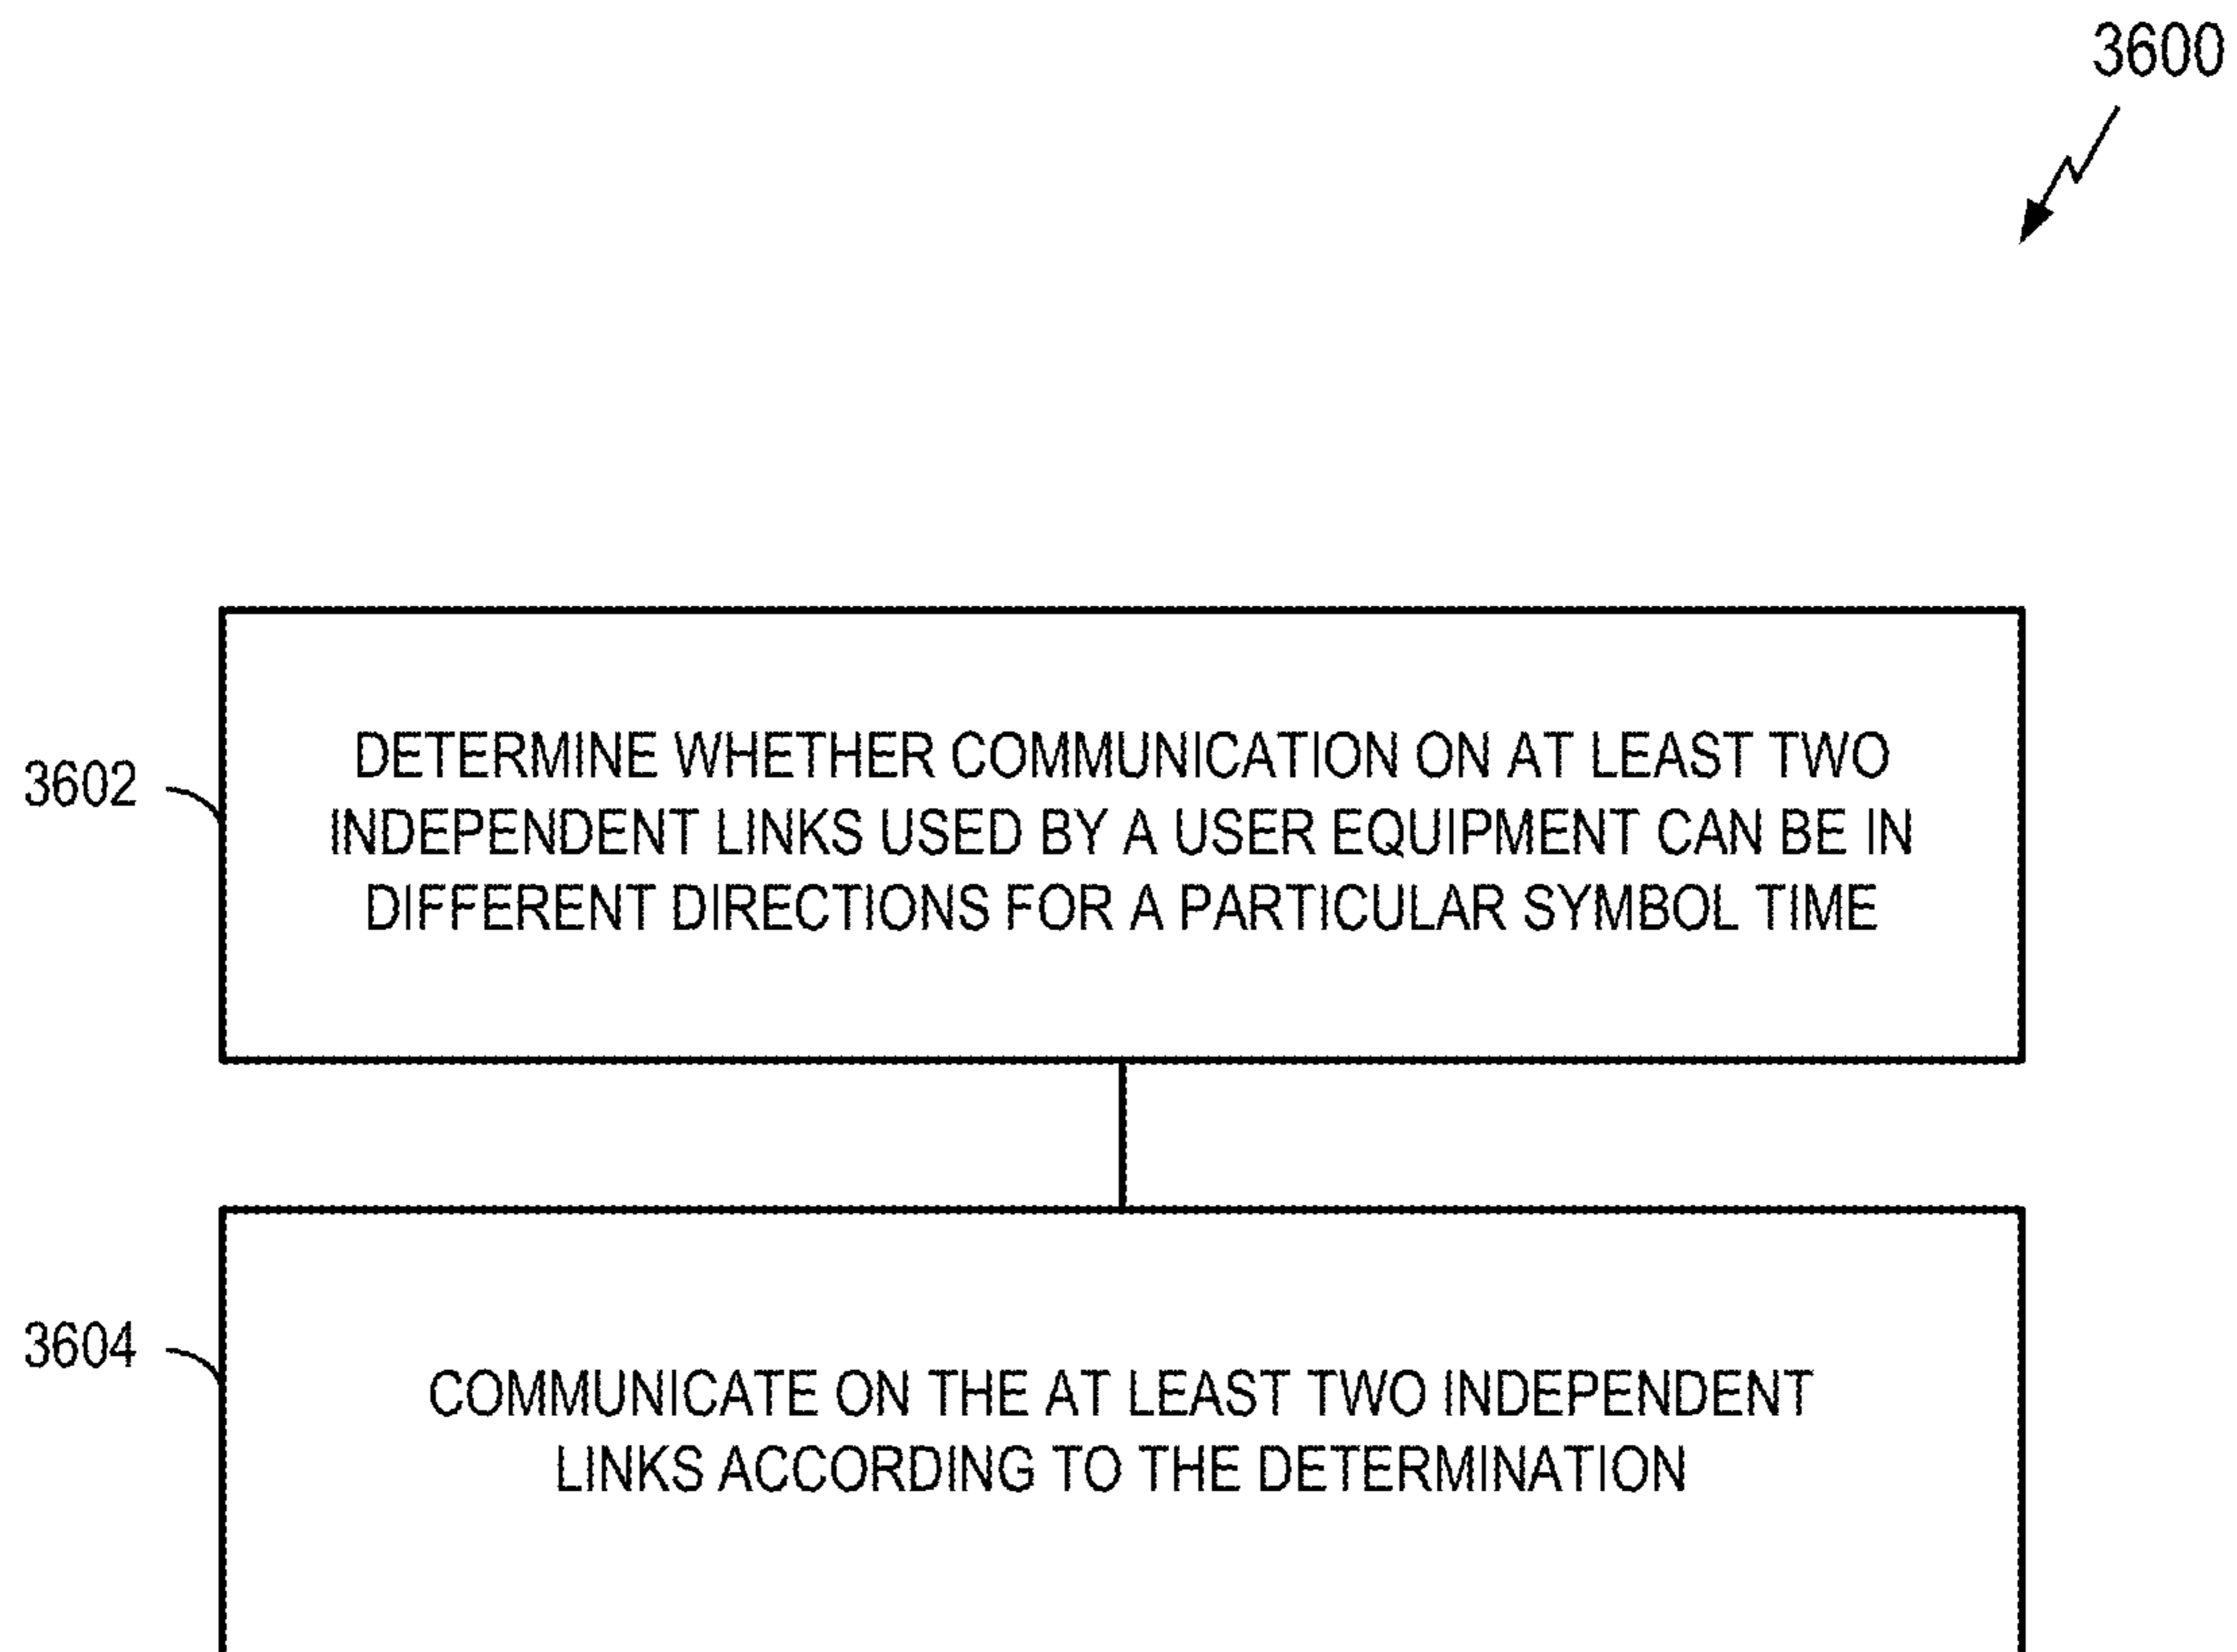 3600
3602
DETERMINE WHETHER COMMUNICATION ON AT LEAST TWO
INDEPENDENT LINKS USED BY A USER EQUIPMENT CAN BE IN
DIFFERENT DIRECTIONS FOR A PARTICULAR SYMBOL TIME
3604
COMMUNICATE ON THE AT LEAST TWO INDEPENDENT
LINKS ACCORDING TO THE DETERMINATION